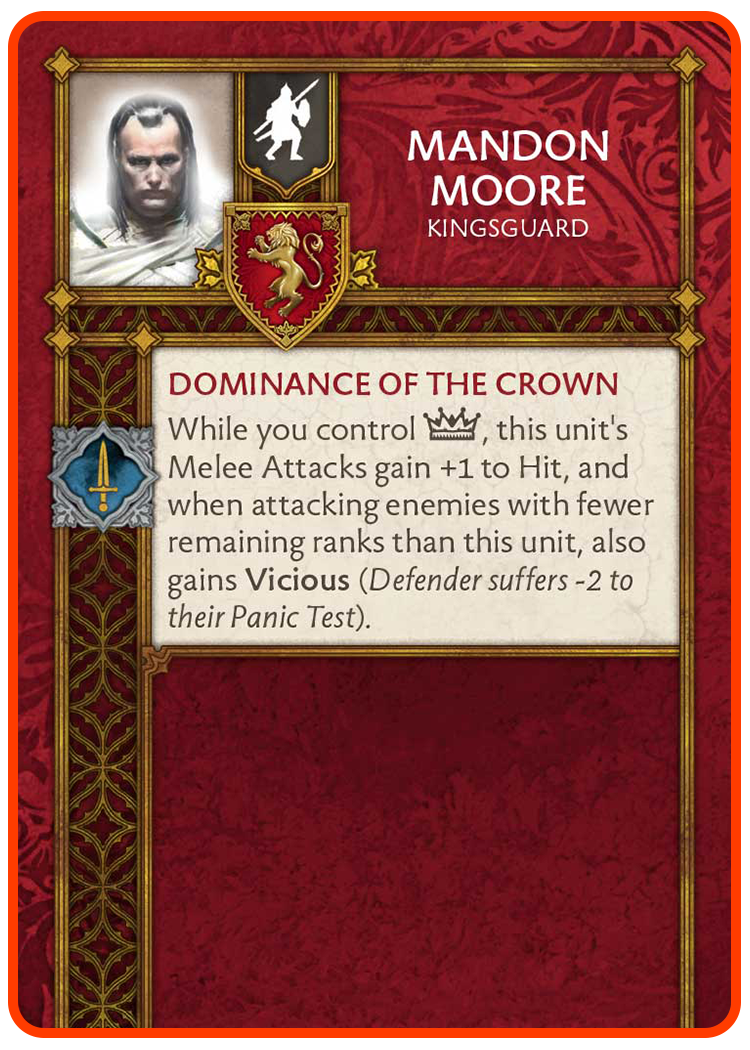 MANDON
MOORE
KINGSGUARD
DOMINANCE OF THE CROWN
While you control , this unit's
Melee Attacks gain +1 to Hit, and
when attacking enemies with fewer
remaining ranks than this unit, also
gains Vicious (Defender suffers -2 to
their Panic Test).